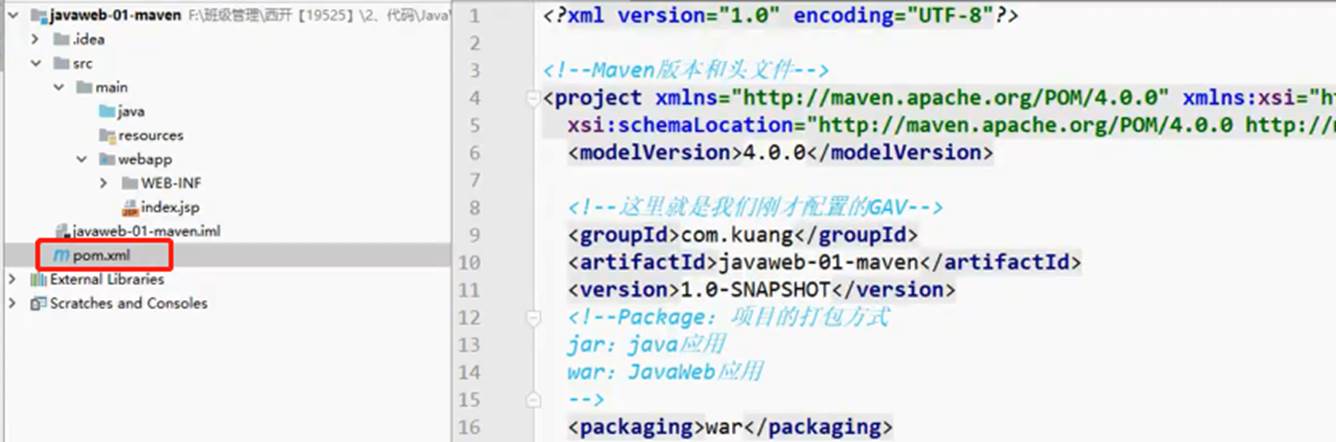 javaweb-01-maven F:\班级管理\西开【19525】\2、代码\Java
.idea
src
main
java
resources
webapp
WEB-INF
index.jsp
javaweb-01-maven.iml
pom.xml
External Libraries
Scratches and Consoles
1 <?xml version="1.0" encoding="UTF-8"?>
2
3 <!--Maven版本和头文件-->
4 <project xmlns="http://maven.apache.org/POM/4.0.0" xmlns:xsi="ht
5 xsi:schemaLocation="http://maven.apache.org/POM/4.0.0 http://m
6 <modelVersion>4.0.0</modelVersion>
7
8 <!--这里就是我们刚才配置的GAV-->
9 <groupId>com.kuang</groupId>
10 <artifactId>javaweb-01-maven</artifactId>
11 <version>1.0-SNAPSHOT</version>
12 <!--Package: 项目的打包方式
13 jar: java应用
14 war: JavaWeb应用
15 -->
16 <packaging>war</packaging>